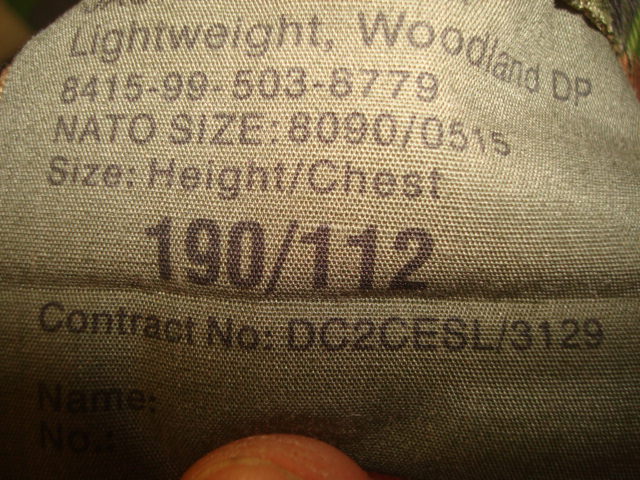 Lightweight, Woodland DP
8415-99-503-8779
NATO SIZE: 8090/0515
Size: Height/Chest
190/112
Contract No: DC2CESL/3129
Name:
No.: